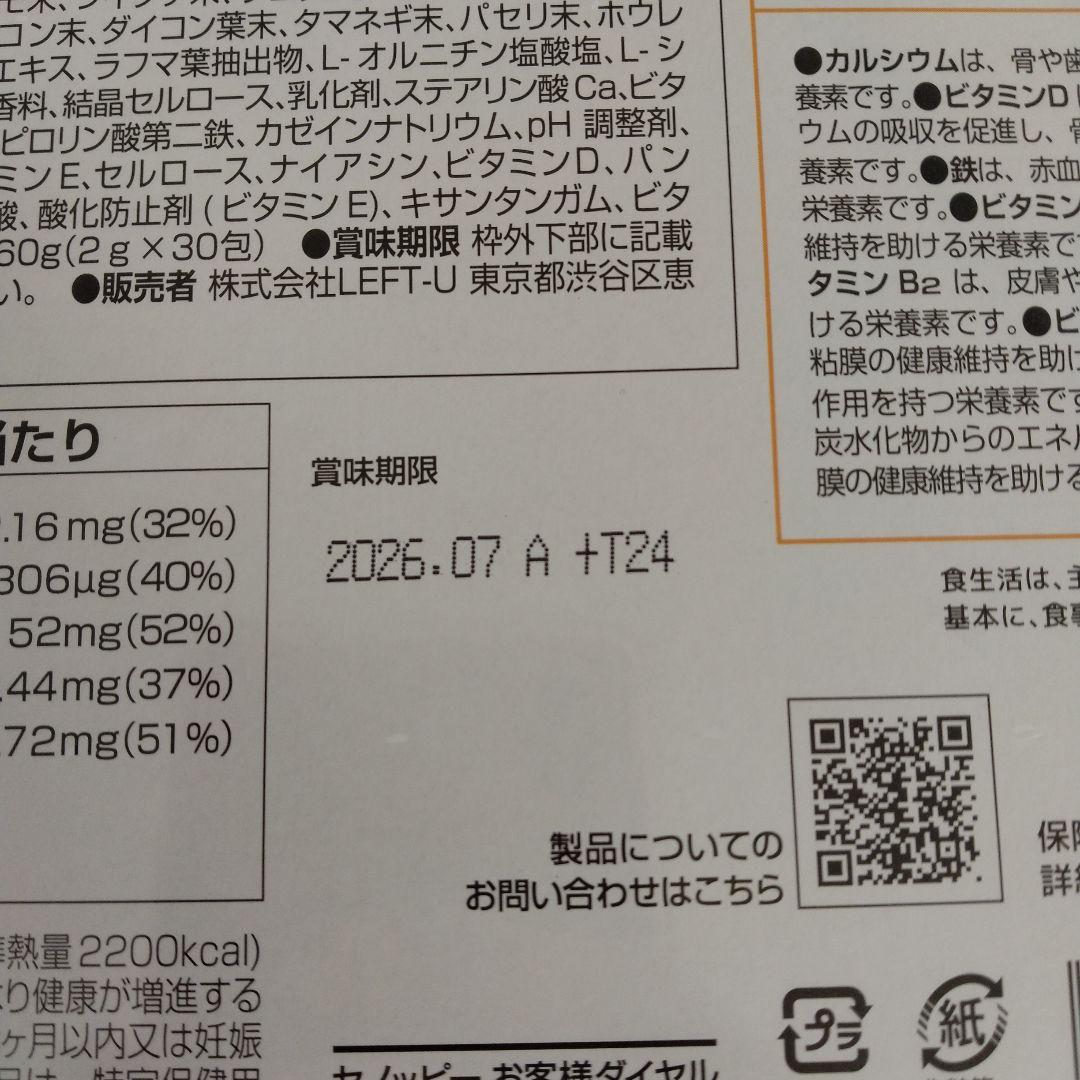 コン末、ダイコン葉末、タマネギ末、パセリ末、ホウレ
エキス、ラフマ葉抽出物、L-オルニチン塩酸塩、L-シ
香料、結晶セルロース、乳化剤、ステアリン酸Ca、ビタ
ピロリン酸第二鉄、カゼインナトリウム、pH調整剤、
ミンE、セルロース、ナイアシン、ビタミンD、パン
酸、酸化防止剤(ビタミンE)、キサンタンガム、ビタ
60g(2g×30包) ●賞味期限 枠外下部に記載
い。 ●販売者 株式会社LEFT-U 東京都渋谷区恵
当たり
.16mg(32%)
306μg(40%)
52mg(52%)
.44mg(37%)
.72mg(51%)
賞味期限
2026.07 A +T24
●カルシウムは、骨や歯
養素です。●ビタミンD
ウムの吸収を促進し、骨
養素です。●鉄は、赤血
栄養素です。●ビタミン
維持を助ける栄養素で
タミンB2は、皮膚や
ける栄養素です。●ビ
粘膜の健康維持を助け
作用を持つ栄養素です
炭水化物からのエネル
膜の健康維持を助ける
食生活は、主
基本に、食事
製品についての
お問い合わせはこちら
保
詳細
熱量2200kcal)
り健康が増進する
ヶ月以内又は妊娠
プラ
紙
お客様ダイヤル